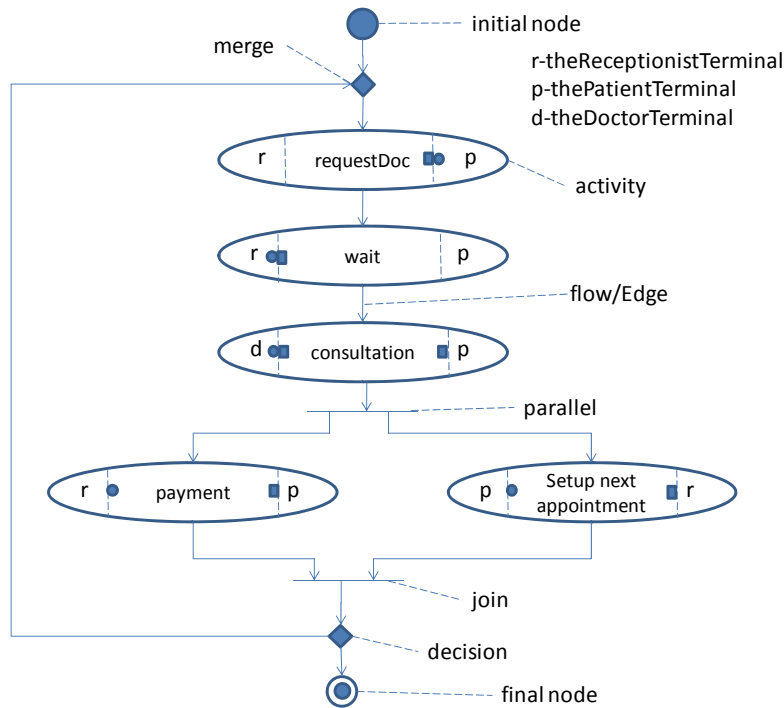 initial node
merge
r-theReceptionistTerminal
p-thePatientTerminal
d-theDoctorTerminal
r requestDoc p
activity
r wait p
flow/Edge
d consultation p
parallel
r payment p
p Setup next appointment r
join
decision
final node